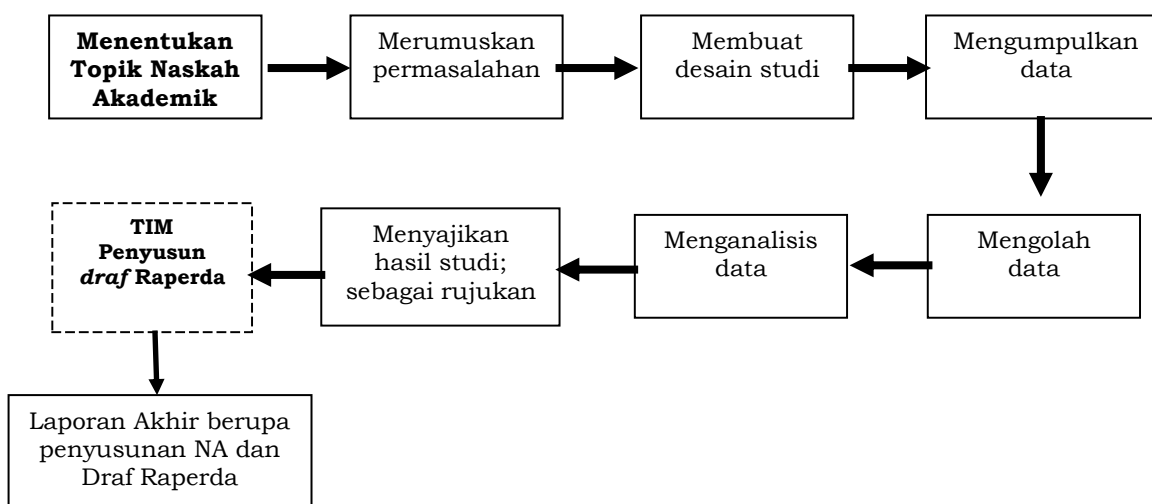 Menentukan
Topik Naskah
Akademik
Merumuskan
permasalahan
Membuat
desain studi
Mengumpulkan
data
Mengolah
data
Menganalisis
data
Menyajikan
hasil studi;
sebagai rujukan
TIM
Penyusun
draf Raperda
Laporan Akhir berupa
penyusunan NA dan
Draf Raperda